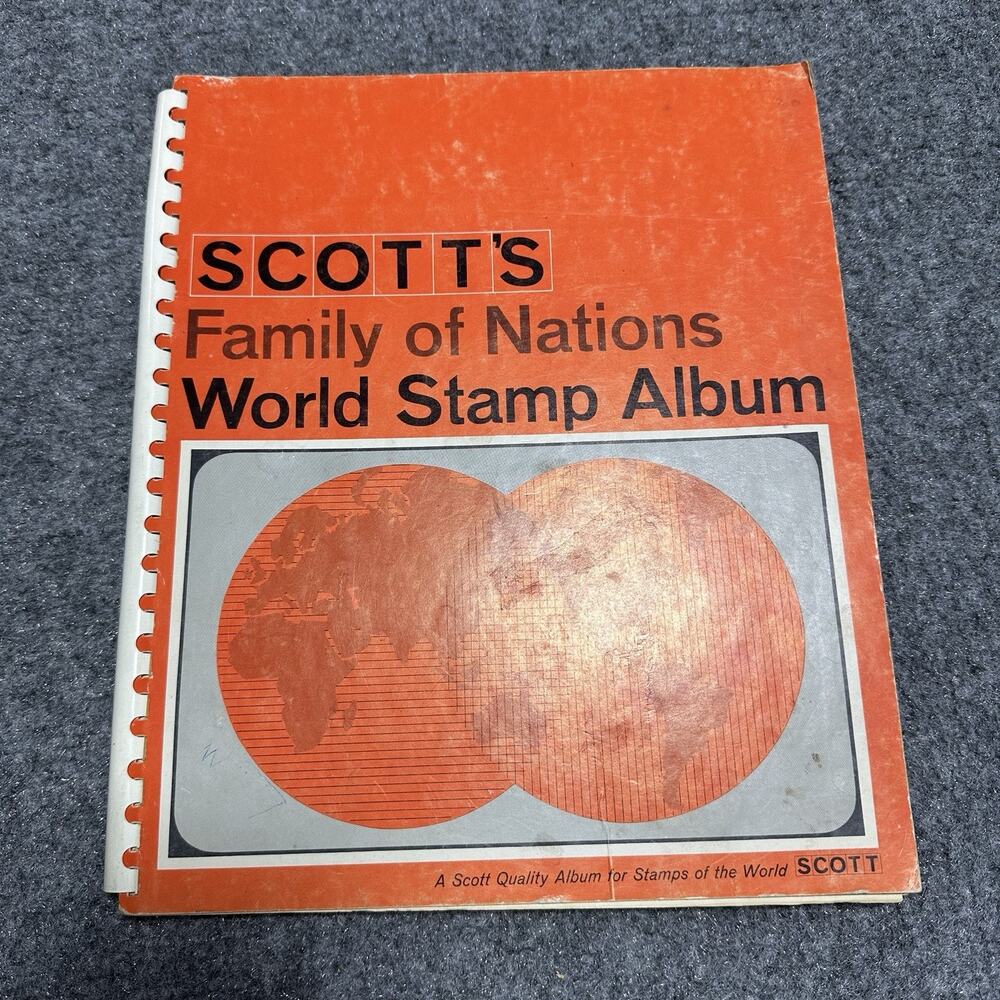 SCOTT'S
Family of Nations
World Stamp Album
A Scott Quality Album for Stamps of the World SCOTT